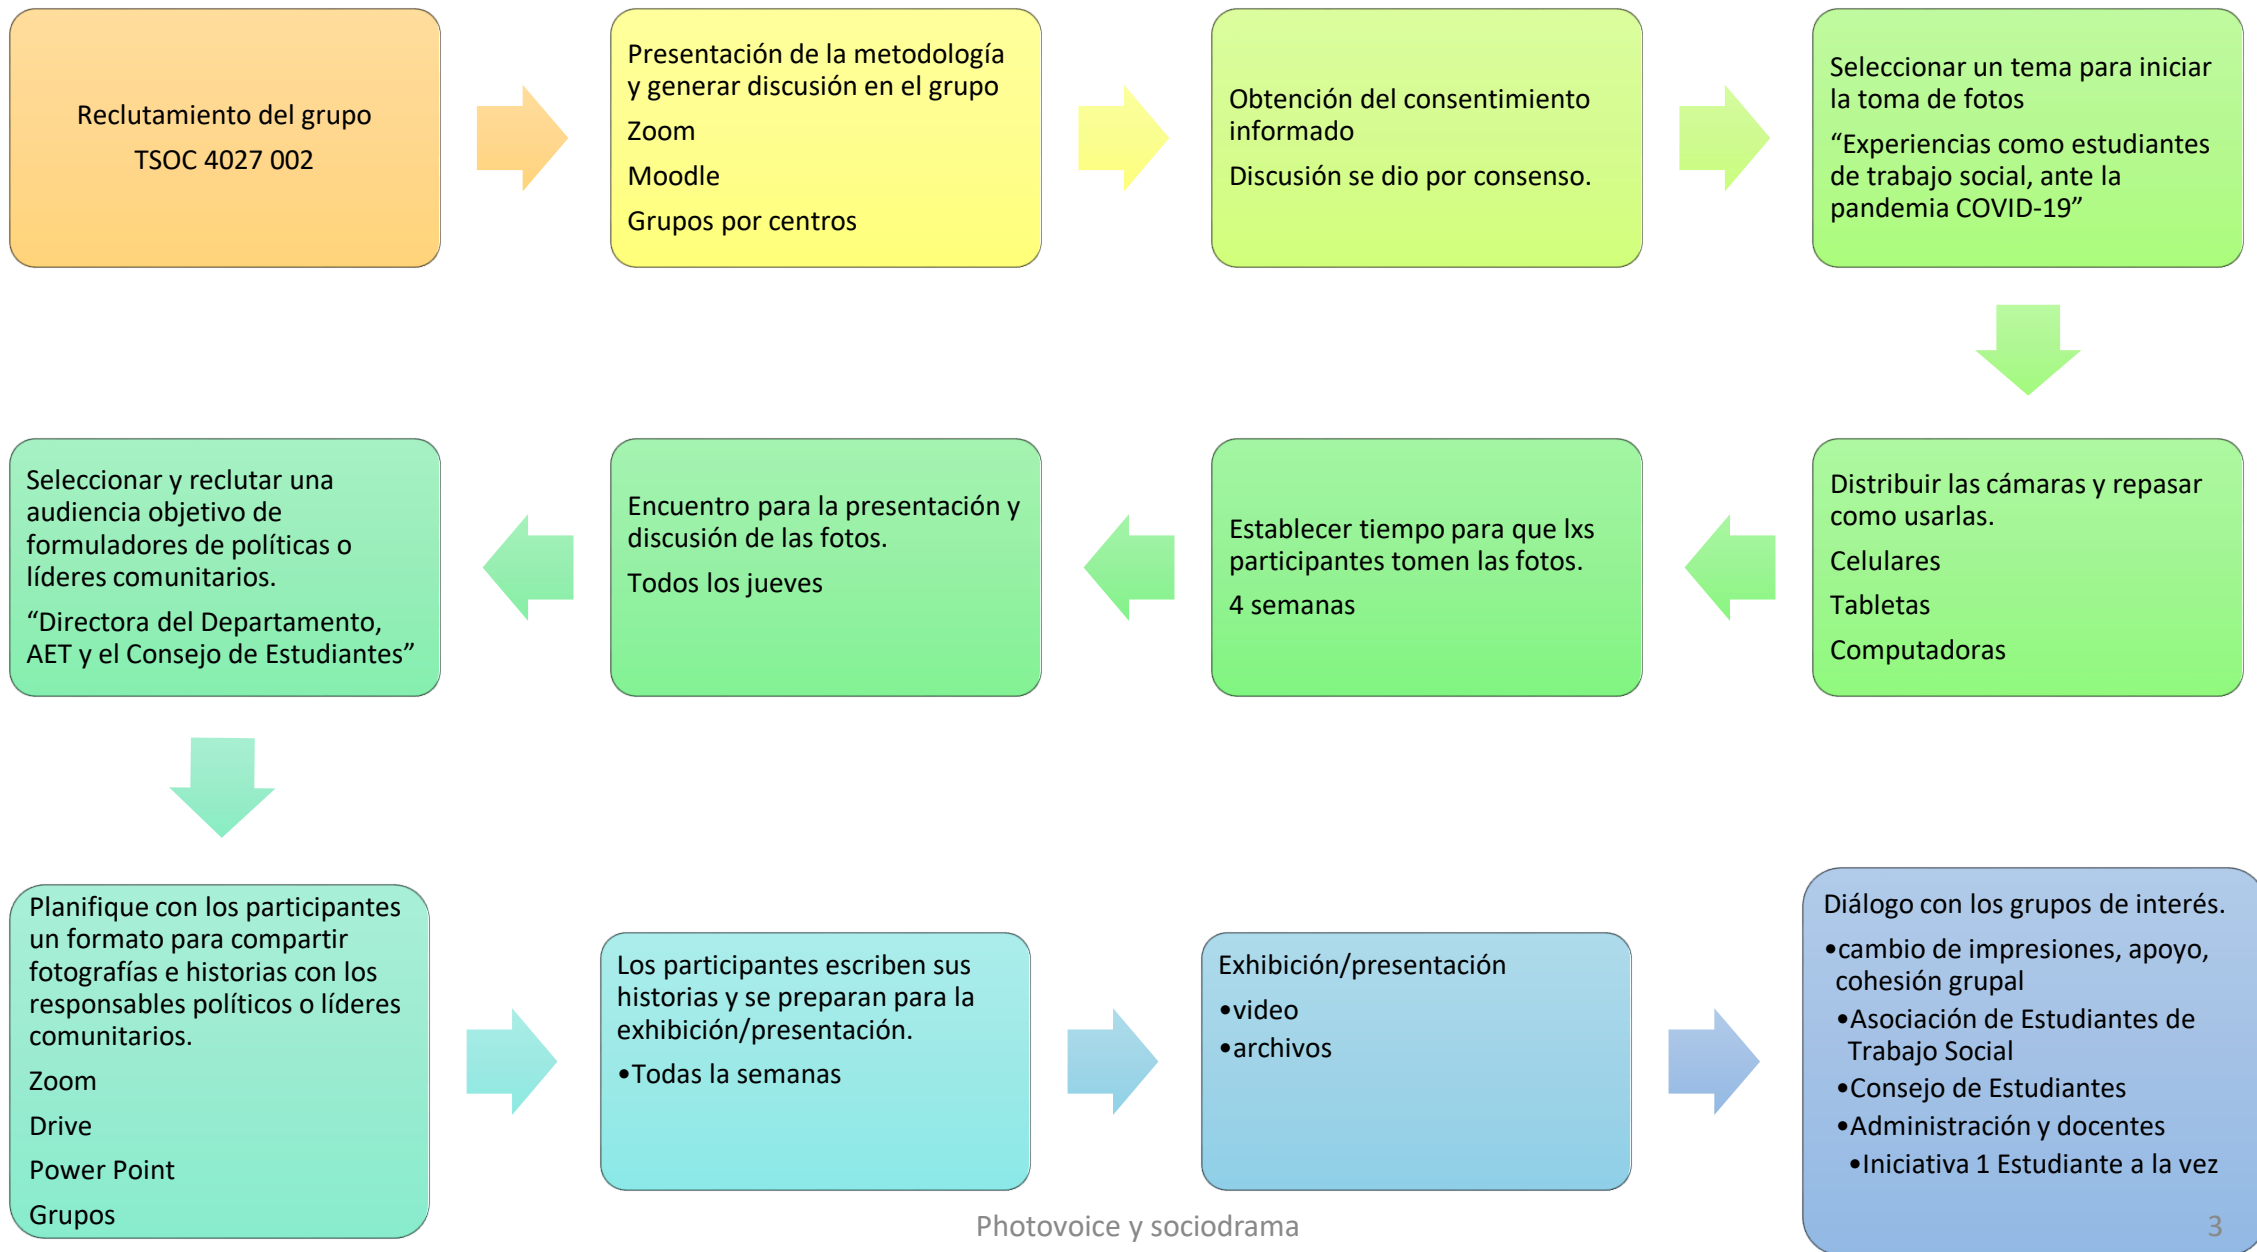 Reclutamiento del grupo
TSOC 4027 002
Presentación de la metodología
y generar discusión en el grupo
Zoom
Moodle
Grupos por centros
Obtención del consentimiento
informado
Discusión se dio por consenso.
Seleccionar un tema para iniciar
la toma de fotos
“Experiencias como estudiantes
de trabajo social, ante la
pandemia COVID-19”
Distribuir las cámaras y repasar
como usarlas.
Celulares
Tabletas
Computadoras
Establecer tiempo para que lxs
participantes tomen las fotos.
4 semanas
Encuentro para la presentación y
discusión de las fotos.
Todos los jueves
Seleccionar y reclutar una
audiencia objetivo de
formuladores de políticas o
líderes comunitarios.
“Directora del Departamento,
AET y el Consejo de Estudiantes”
Planifique con los participantes
un formato para compartir
fotografías e historias con los
responsables políticos o líderes
comunitarios.
Zoom
Drive
Power Point
Grupos
Los participantes escriben sus
historias y se preparan para la
exhibición/presentación.
•Todas la semanas
Exhibición/presentación
•video
•archivos
Diálogo con los grupos de interés.
•cambio de impresiones, apoyo,
cohesión grupal
•Asociación de Estudiantes de
Trabajo Social
•Consejo de Estudiantes
•Administración y docentes
•Iniciativa 1 Estudiante a la vez
Photovoice y sociodrama
3